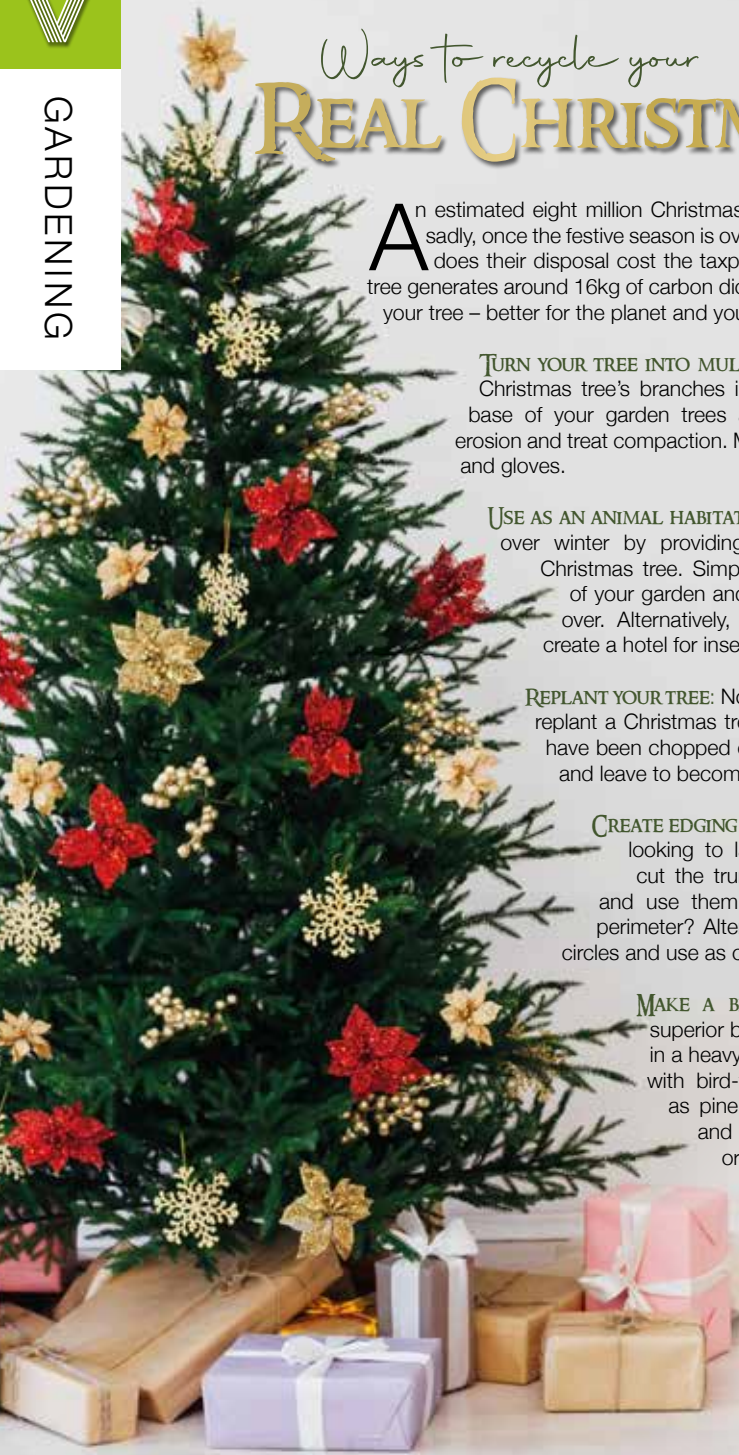 GARDENING
Ways to recycle your
REAL CHRISTM
An estimated eight million Christmas
sadly, once the festive season is ov
does their disposal cost the taxp
tree generates around 16kg of carbon dio
your tree – better for the planet and you
TURN YOUR TREE INTO MUL
Christmas tree’s branches i
base of your garden trees
erosion and treat compaction. M
and gloves.
USE AS AN ANIMAL HABITAT
over winter by providing
Christmas tree. Simp
of your garden and
over. Alternatively,
create a hotel for inse
REPLANT YOUR TREE: No
replant a Christmas tre
have been chopped
and leave to becom
CREATE EDGING
looking to l
cut the tru
and use them
perimeter? Alte
circles and use as
MAKE A B
superior b
in a heavy
with bird-
as pine
and
or